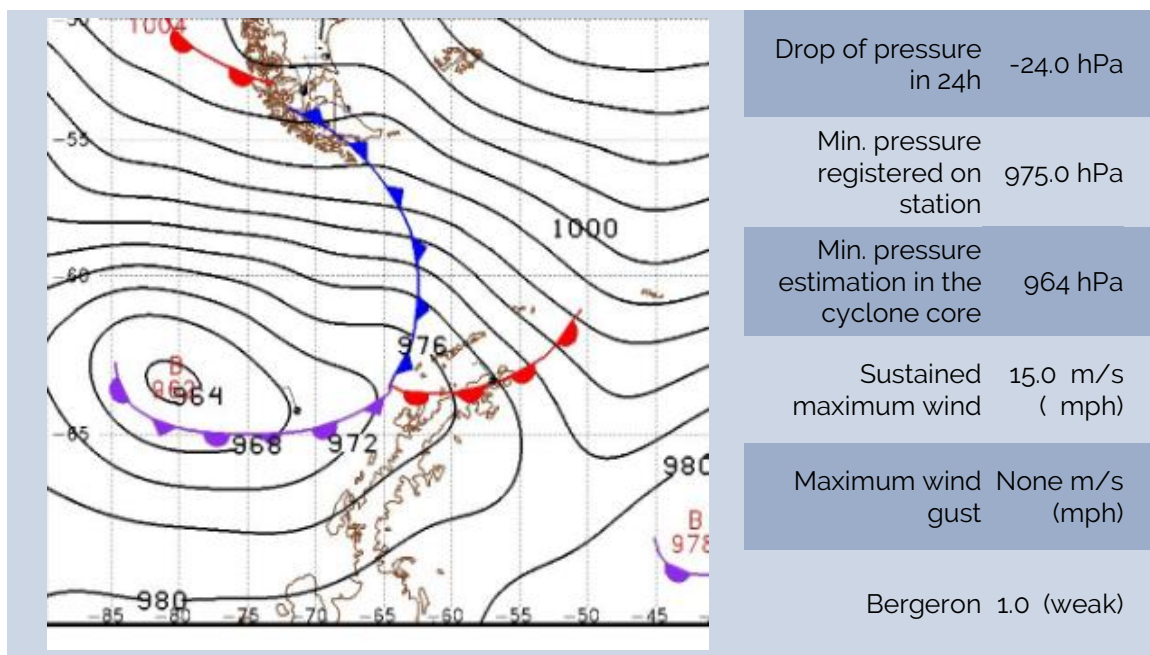 1004
-55
1000
-60
976
B
964
-65
968
972
980
B
978
980
-85
-80
-75
-70
-65
-60
-55
-50
-45
Drop of pressure
in 24h
-24.0 hPa
Min. pressure
registered on
station
975.0 hPa
Min. pressure
estimation in the
cyclone core
964 hPa
Sustained
maximum wind
15.0 m/s
( mph)
Maximum wind
gust
None m/s
(mph)
Bergeron
1.0 (weak)